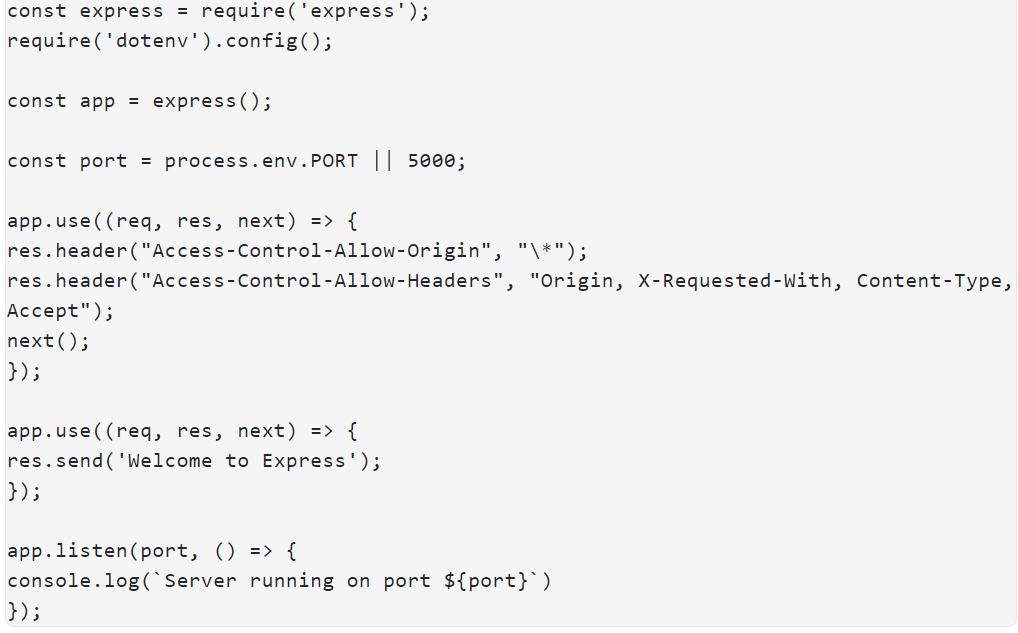 const express = require('express');
require('dotenv').config();
const app = express();
const port = process.env.PORT || 5000;
app.use((req, res, next) => {
res.header("Access-Control-Allow-Origin", "\*");
res.header("Access-Control-Allow-Headers", "Origin, X-Requested-With, Content-Type,
Accept");
next();
});
app.use((req, res, next) => {
res.send('Welcome to Express');
});
app.listen(port, () => {
console.log(`Server running on port ${port}`)
});